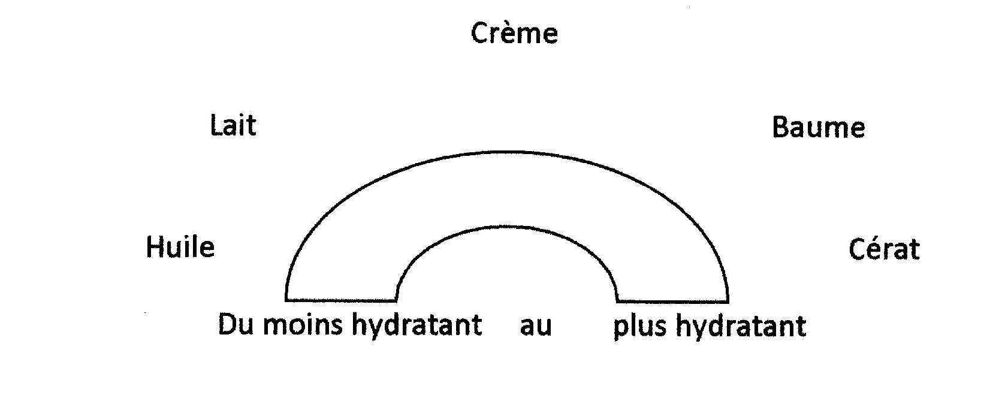 Crème
Lait
Baume
Huile
Cérat
Du moins hydratant au plus hydratant